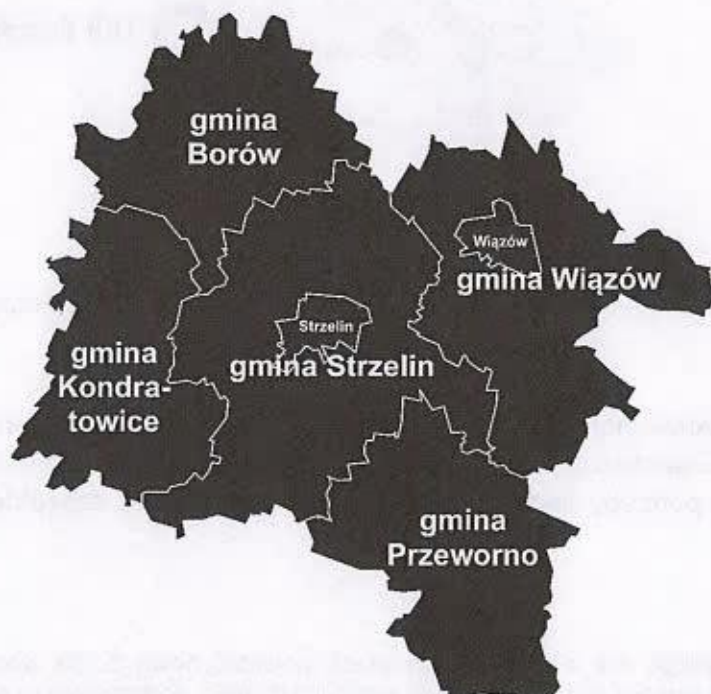 gmina
Borów
Wiązów
gmina Wiązów
Strzelin
gmina Strzelin
gmina
Kondra-
towice
gmina
Przeworno